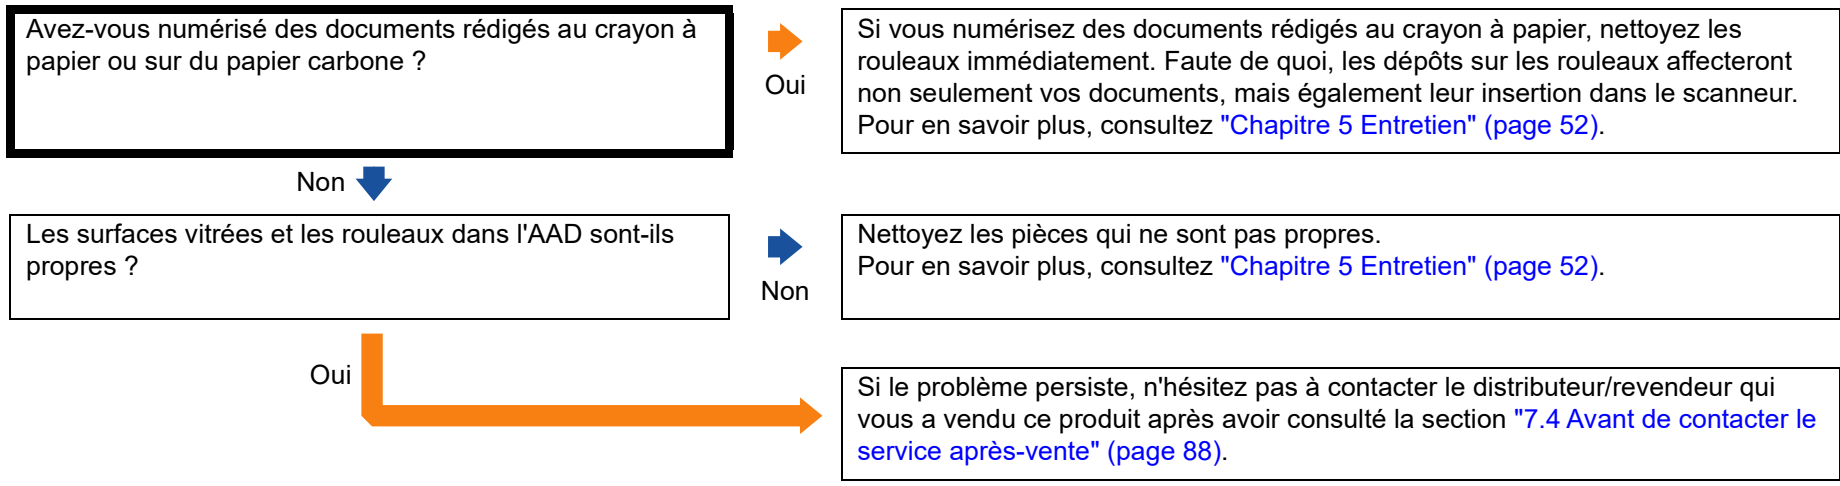 Avez-vous numérisé des documents rédigés au crayon à
papier ou sur du papier carbone ?
Oui
Si vous numérisez des documents rédigés au crayon à papier, nettoyez les
rouleaux immédiatement. Faute de quoi, les dépôts sur les rouleaux affecteront
non seulement vos documents, mais également leur insertion dans le scanneur.
Pour en savoir plus, consultez "Chapitre 5 Entretien" (page 52).
Non
Les surfaces vitrées et les rouleaux dans l'AAD sont-ils
propres ?
Non
Nettoyez les pièces qui ne sont pas propres.
Pour en savoir plus, consultez "Chapitre 5 Entretien" (page 52).
Oui
Si le problème persiste, n'hésitez pas à contacter le distributeur/revendeur qui
vous a vendu ce produit après avoir consulté la section "7.4 Avant de contacter le
service après-vente" (page 88).